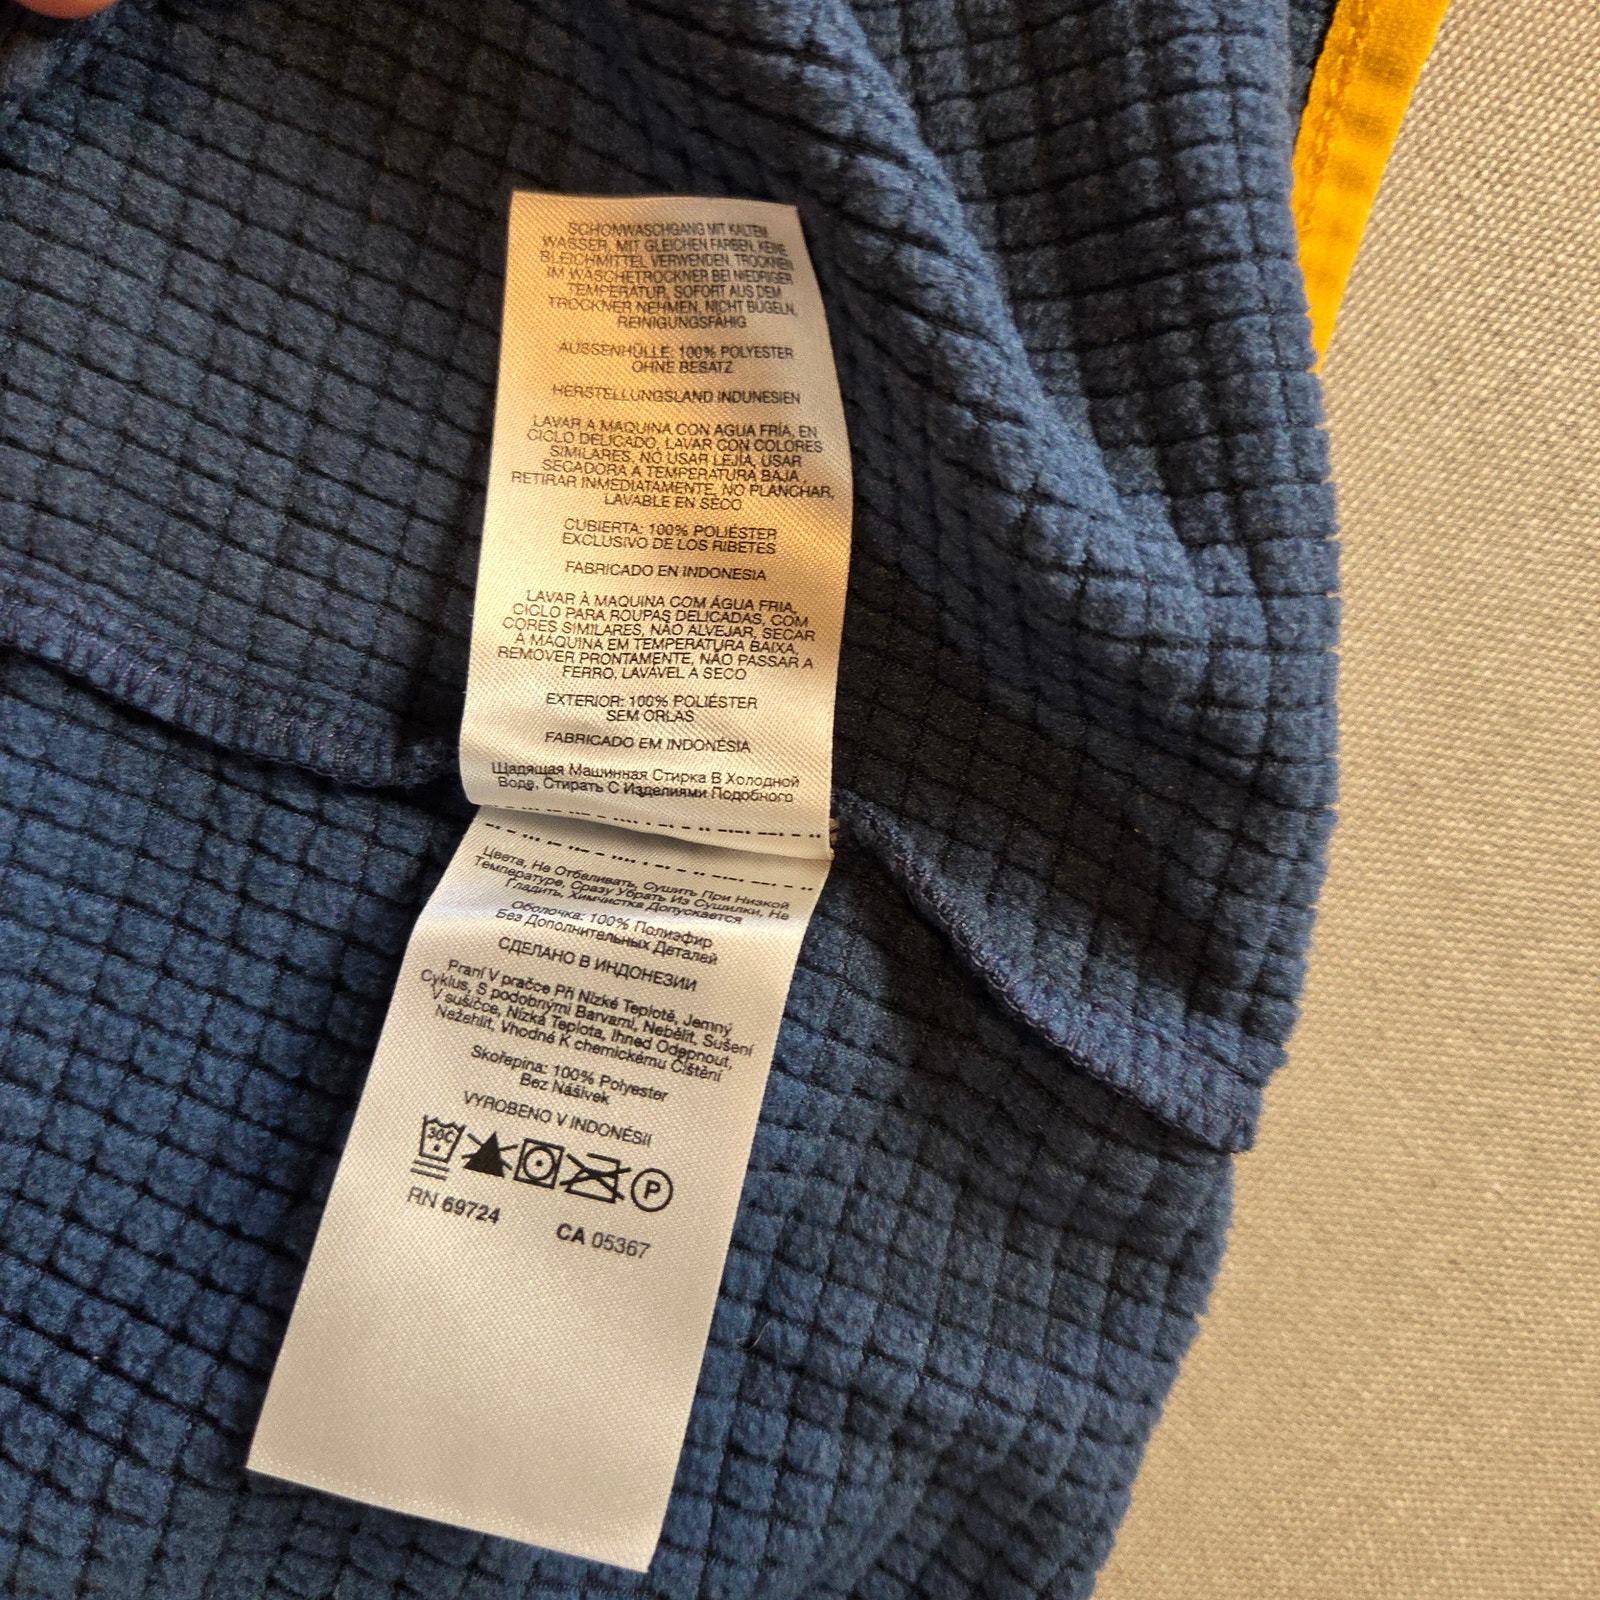 SCHONWASCHGANG MIT KALTEM
WASSER, MIT GLEICHEN FARBEN, KEINE
BLEICHMITTEL VERWENDEN, TROCKNEN
IM WÄSCHETROCKNER BEI NIEDRIGER
TEMPERATUR, SOFORT AUS DEM
TROCKNER NEHMEN, NICHT BÜGELN,
REINIGUNGSFÄHIG
AUSSENHÜLLE: 100% POLYESTER
OHNE BESATZ
HERSTELLUNGSLAND INDUNESIEN
LAVAR A MAQUINA CON AGUA FRÍA, EN
CICLO DELICADO, LAVAR CON COLORES
SIMILARES, NO USAR LEJÍA, USAR
SECADORA A TEMPERATURA BAJA ,
RETIRAR INMEDIATAMENTE, NO PLANCHAR,
LAVABLE EN SECO
CUBIERTA: 100% POLIÉSTER
EXCLUSIVO DE LOS RIBETES
FABRICADO EN INDONESIA
LAVAR À MAQUINA COM ÁGUA FRIA,
CICLO PARA ROUPAS DELICADAS, COM
CORES SIMILARES, NÃO ALVEJAR, SECAR
À MÁQUINA EM TEMPERATURA BAIXA,
REMOVER PRONTAMENTE, NÃO PASSAR A
FERRO, LAVÁVEL A SECO
EXTERIOR: 100% POLIÉSTER
SEM ORLAS
FABRICADO EM INDONÉSIA
Щадящая Машинная Стирка В Холодной
Воде, Стирать С Изделиями Подобного
Цвета, Не Отбеливать, Сушить При Низкой
Температуре, Сразу Убрать Из Сушилки, Не
Гладить, Химчистка Допускается
Оболочка: 100% Полиэфир
Без Дополнительных Деталей
СДЕЛАНО В ИНДОНЕЗИИ
Praní V pračce Při Nízké Teplotě, Jemný
Cyklus, S podobnými Barvami, Nebělit, Sušení
V sušičce, Nízká Teplota, Ihned Odepnout,
Nežehlit, Vhodné K chemickému Čištění
Skořepina: 100% Polyester
Bez Nášivek
VYROBENO V INDONÉSII
30C
P
RN 69724
CA 05367